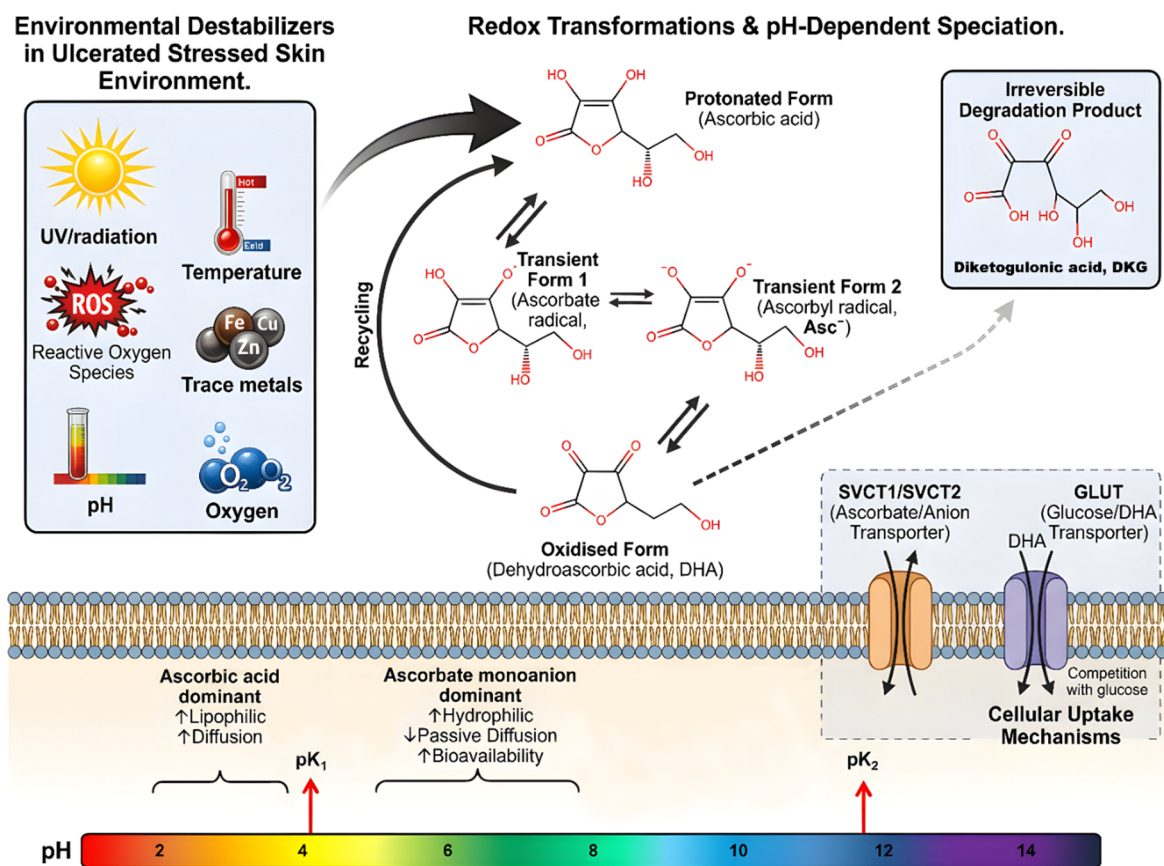 Environmental Destabilizers
in Ulcerated Stressed Skin
Environment.
Redox Transformations & pH-Dependent Speciation.
UV/radiation
Hot
Eeld
Temperature
ROS
Reactive Oxygen
Species
Fe
Cu
Zn
Trace metals
pH
O2
O2
Oxygen
HO
OH
O
O
OH
HO
Protonated Form
(Ascorbic acid)
Irreversible
Degradation Product
O
O
O
OH
HO
OH
OH
Diketogulonic acid, DKG
Recycling
HO
O-
O
O
OH
HO
Transient
Form 1
(Ascorbate
radical,
-O
O-
O
O
OH
HO
Transient Form 2
(Ascorbyl radical,
Asc-)
O
O
O
O
OH
Oxidised Form
(Dehydroascorbic acid, DHA)
SVCT1/SVCT2
(Ascorbate/Anion
Transporter)
GLUT
(Glucose/DHA
Transporter)
DHA
Competition
with glucose
Cellular Uptake
Mechanisms
Ascorbic acid
dominant
↑Lipophilic
↑Diffusion
Ascorbate monoanion
dominant
↑Hydrophilic
↓Passive Diffusion
↑Bioavailability
pK1
pK2
pH 2 4 6 8 10 12 14